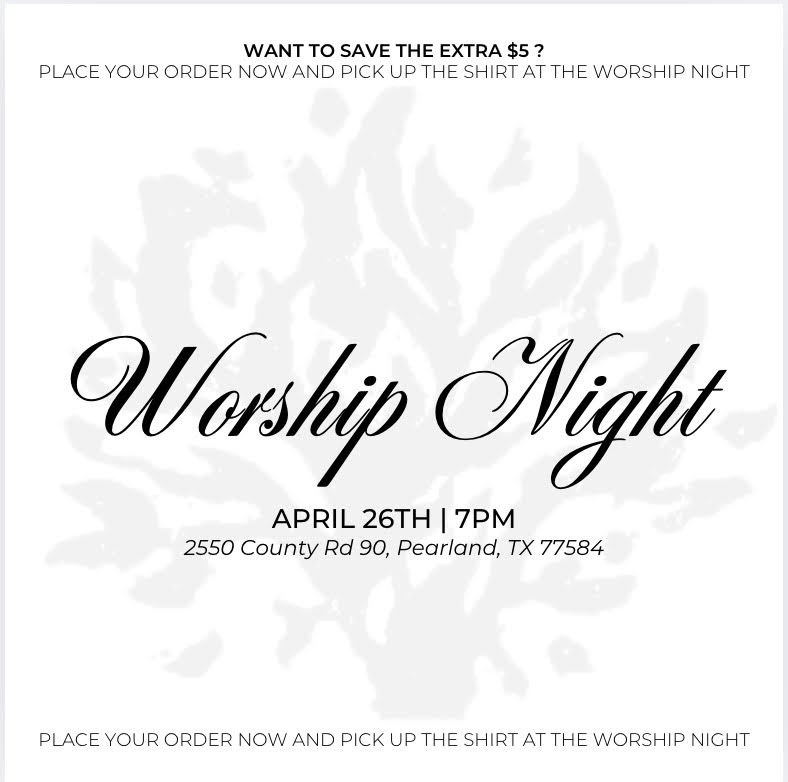 WANT TO SAVE THE EXTRA $5 ?
PLACE YOUR ORDER NOW AND PICK UP THE SHIRT AT THE WORSHIP NIGHT
Worship Night
APRIL 26TH | 7PM
2550 County Rd 90, Pearland, TX 77584
PLACE YOUR ORDER NOW AND PICK UP THE SHIRT AT THE WORSHIP NIGHT